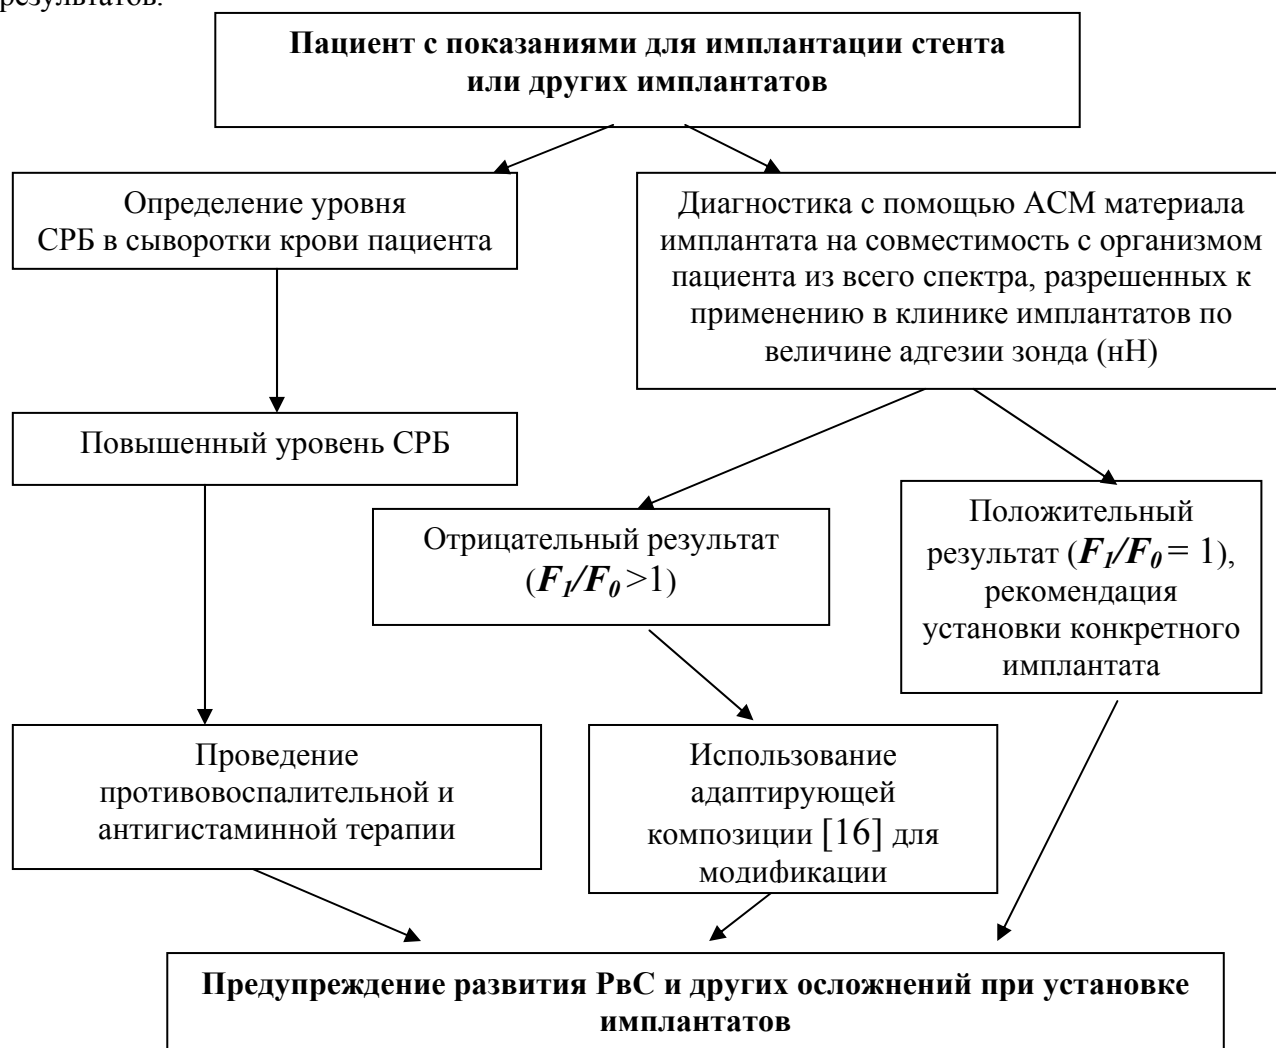 результатов.
Пациент с показаниями для имплантации стента
или других имплантатов
Определение уровня
СРБ в сыворотки крови пациента
Диагностика с помощью АСМ материала
имплантата на совместимость с организмом
пациента из всего спектра, разрешенных к
применению в клинике имплантатов по
величине адгезии зонда (нН)
Повышенный уровень СРБ
Отрицательный результат
(F₁/F₀ >1)
Положительный
результат (F₁/F₀ = 1),
рекомендация
установки конкретного
имплантата
Проведение
противовоспалительной и
антигистаминной терапии
Использование
адаптирующей
композиции [16] для
модификации
Предупреждение развития РвС и других осложнений при установке
имплантатов